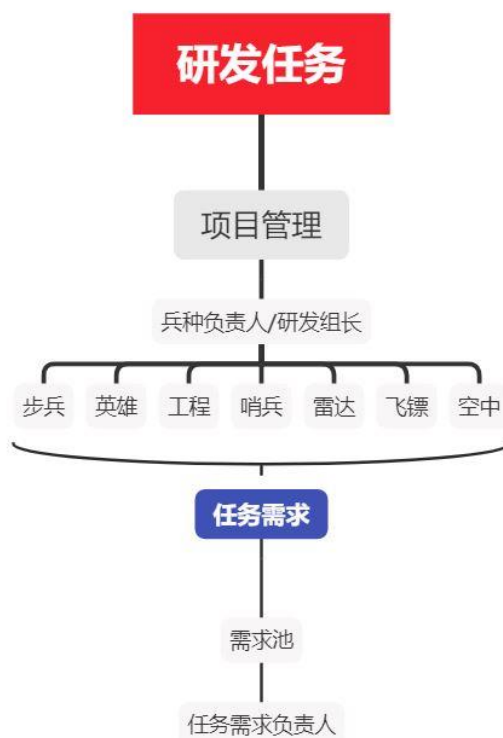 研发任务
项目管理
兵种负责人/研发组长
步兵 英雄 工程 哨兵 雷达 飞镖 空中
任务需求
需求池
任务需求负责人